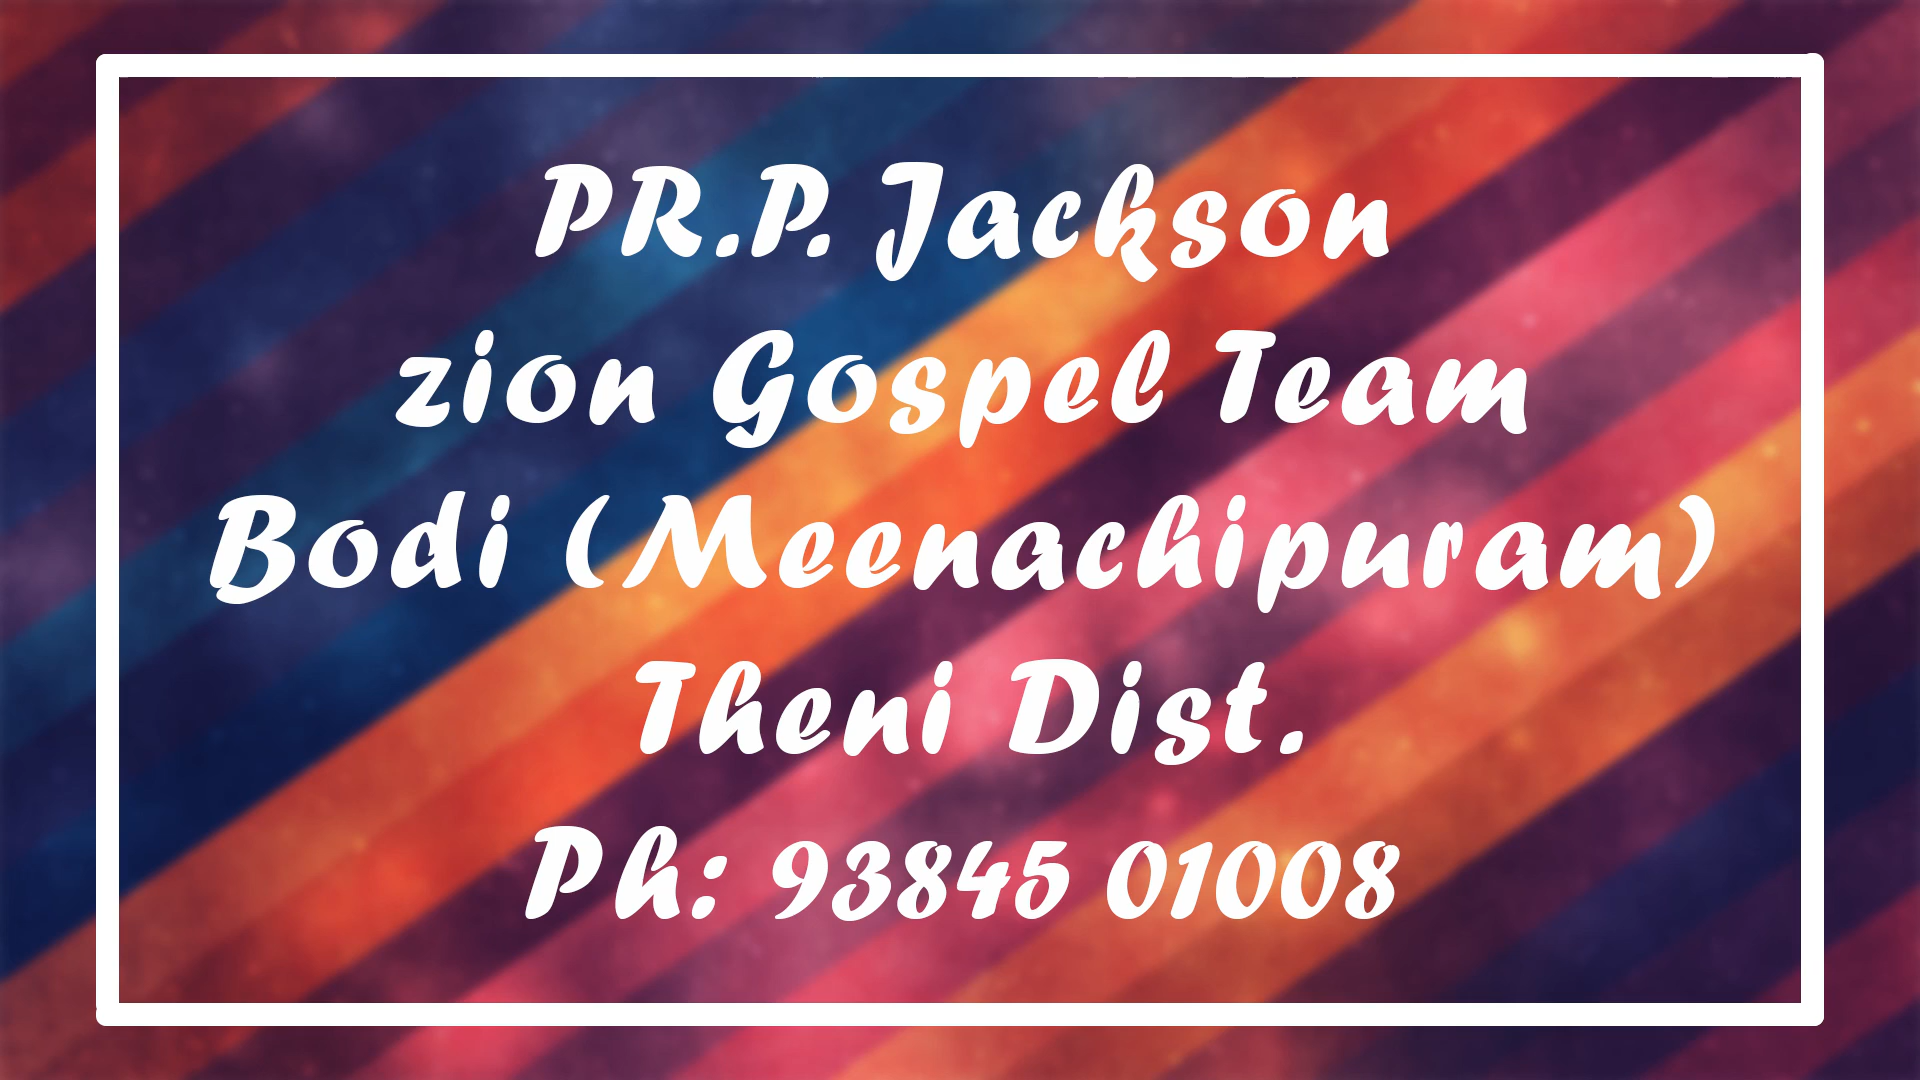 PR.P. Jackson
zion Gospel Team
Bodi (Meenachipuram)
Theni Dist.
Ph: 93845 01008